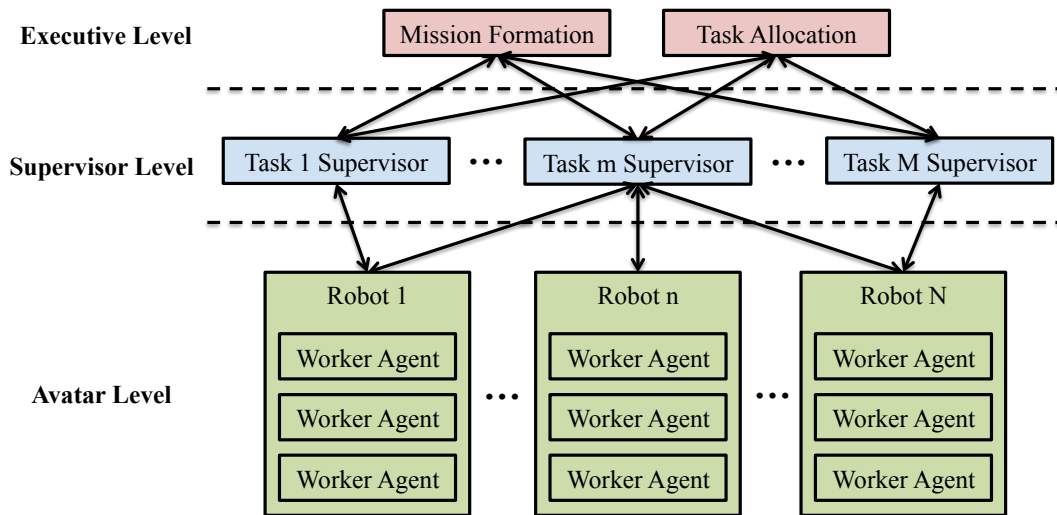 Executive Level
Mission Formation
Task Allocation
Supervisor Level
Task 1 Supervisor
...
Task m Supervisor
...
Task M Supervisor
Avatar Level
Robot 1
Worker Agent
Worker Agent
Worker Agent
...
Robot n
Worker Agent
Worker Agent
Worker Agent
...
Robot N
Worker Agent
Worker Agent
Worker Agent